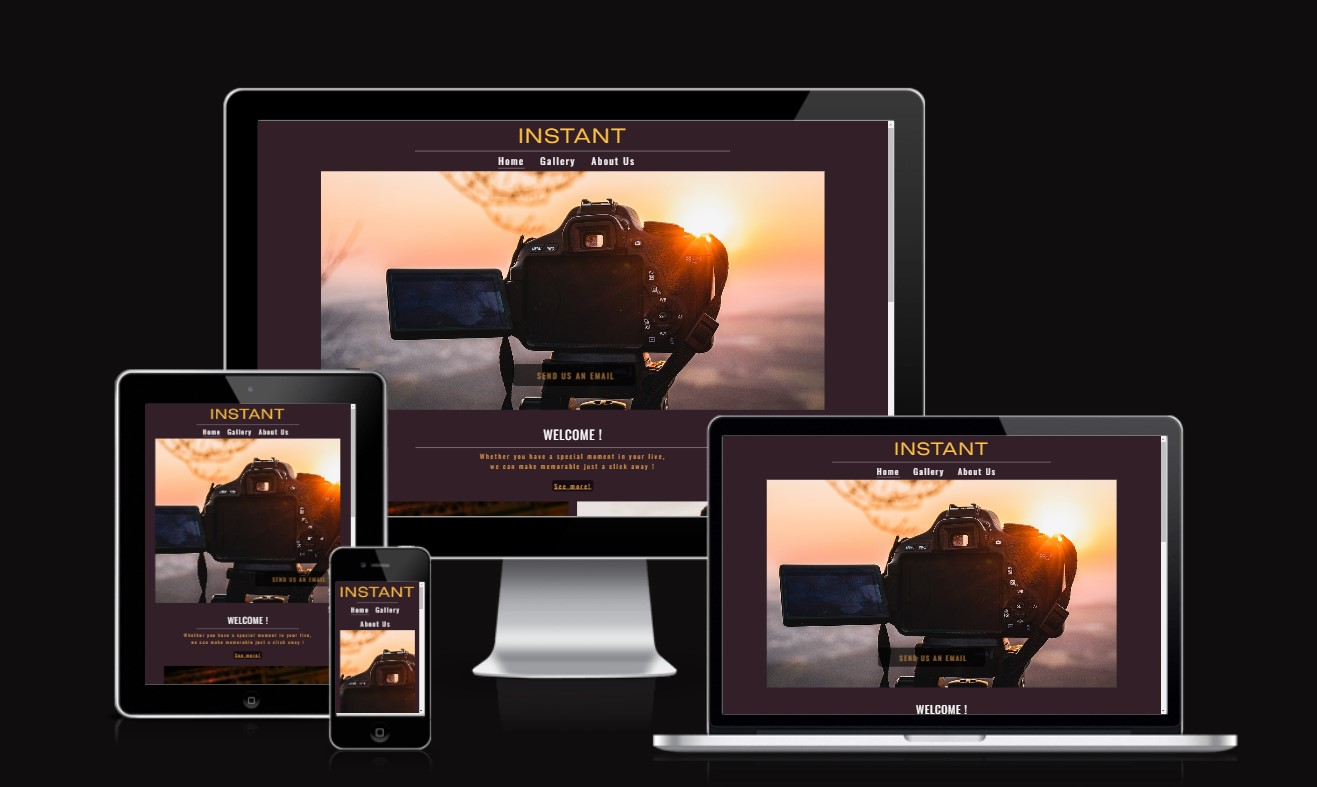 INSTANT
Home Gallery About Us
SEND US AN EMAIL
WELCOME !
Whether you have a special moment in your live,
we can make memorable just a click away !
See more!
INSTANT
Home Gallery About Us
SEND US AN EMAIL
WELCOME !
Whether you have a special moment in your live,
we can make memorable just a click away !
See more!
INSTANT
Home Gallery
About Us
INSTANT
Home Gallery About Us
SEND US AN EMAIL
WELCOME !